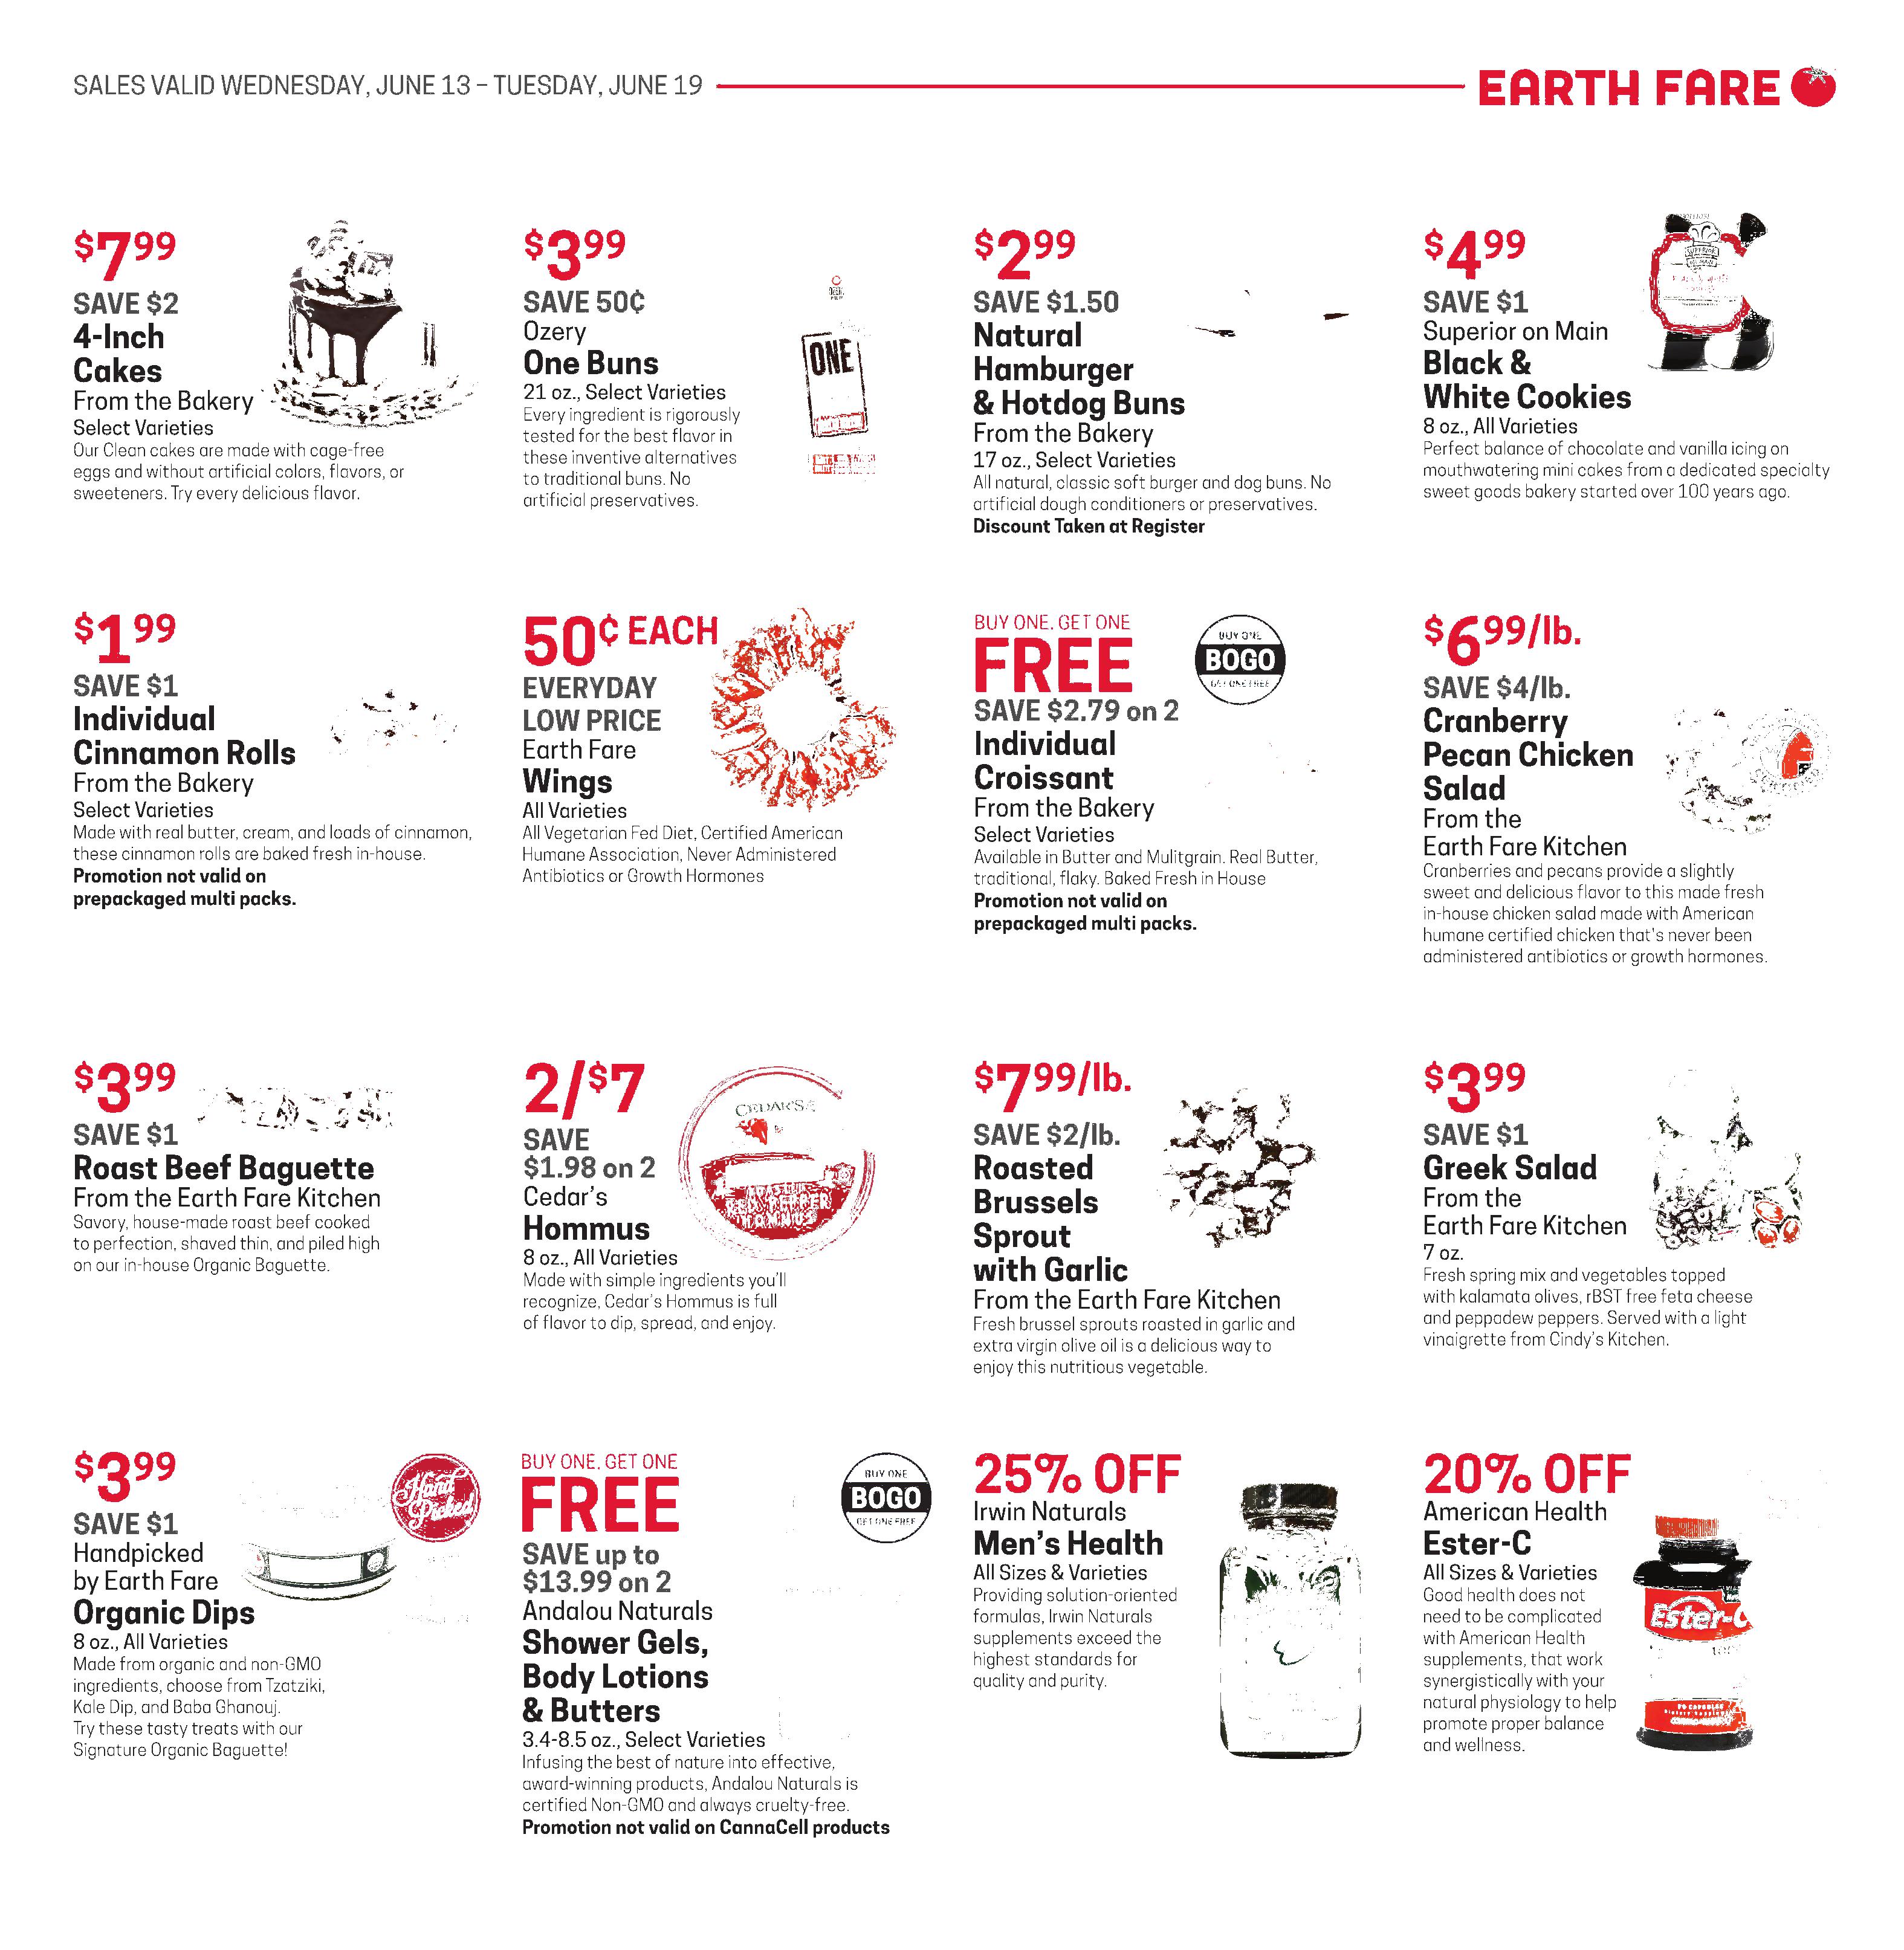 SALES VALID WEDNESDAY, JUNE 13 – TUESDAY, JUNE 19
EARTH FARE
$7.99
SAVE $2
4-Inch
Cakes
From the Bakery
Select Varieties
Our Clean cakes are made with cage-free
eggs and without artificial colors, flavors, or
sweeteners. Try every delicious flavor.
$3.99
SAVE 50¢
Ozery
One Buns
21 oz., Select Varieties
Every ingredient is rigorously
tested for the best flavor in
these inventive alternatives
to traditional buns. No
artificial preservatives.
ONE
$2.99
SAVE $1.50
Natural
Hamburger
& Hotdog Buns
From the Bakery
17 oz., Select Varieties
All natural, classic soft burger and dog buns. No
artificial dough conditioners or preservatives.
Discount Taken at Register
$4.99
SAVE $1
Superior on Main
Black &
White Cookies
8 oz., All Varieties
Perfect balance of chocolate and vanilla icing on
mouthwatering mini cakes from a dedicated specialty
sweet goods bakery started over 100 years ago.
$1.99
SAVE $1
Individual
Cinnamon Rolls
From the Bakery
Select Varieties
Made with real butter, cream, and loads of cinnamon,
these cinnamon rolls are baked fresh in-house.
Promotion not valid on
prepackaged multi packs.
50¢ EACH
EVERYDAY
LOW PRICE
Earth Fare
Wings
All Varieties
All Vegetarian Fed Diet, Certified American
Humane Association, Never Administered
Antibiotics or Growth Hormones
BUY ONE, GET ONE
FREE
SAVE $2.79 on 2
Individual
Croissant
From the Bakery
Select Varieties
Available in Butter and Mulitgrain. Real Butter,
traditional, flaky. Baked Fresh in House
Promotion not valid on
prepackaged multi packs.
BUY ONE
BOGO
GET ONE FREE
$6.99/lb.
SAVE $4/lb.
Cranberry
Pecan Chicken
Salad
From the
Earth Fare Kitchen
Cranberries and pecans provide a slightly
sweet and delicious flavor to this made fresh
in-house chicken salad made with American
humane certified chicken that's never been
administered antibiotics or growth hormones.
$3.99
SAVE $1
Roast Beef Baguette
From the Earth Fare Kitchen
Savory, house-made roast beef cooked
to perfection, shaved thin, and piled high
on our in-house Organic Baguette.
2/$7
SAVE
$1.98 on 2
Cedar's
Hommus
8 oz., All Varieties
Made with simple ingredients you'll
recognize, Cedar's Hommus is full
of flavor to dip, spread, and enjoy.
CEDAR'S
RED PEPPER
HOMMUS
$7.99/lb.
SAVE $2/lb.
Roasted
Brussels
Sprout
with Garlic
From the Earth Fare Kitchen
Fresh brussel sprouts roasted in garlic and
extra virgin olive oil is a delicious way to
enjoy this nutritious vegetable.
$3.99
SAVE $1
Greek Salad
From the
Earth Fare Kitchen
7 oz.
Fresh spring mix and vegetables topped
with kalamata olives, rBST free feta cheese
and peppadew peppers. Served with a light
vinaigrette from Cindy's Kitchen.
$3.99
SAVE $1
Handpicked
by Earth Fare
Organic Dips
8 oz., All Varieties
Made from organic and non-GMO
ingredients, choose from Tzatziki,
Kale Dip, and Baba Ghanouj.
Try these tasty treats with our
Signature Organic Baguette!
Hand
Picked
BUY ONE, GET ONE
FREE
SAVE up to
$13.99 on 2
Andalou Naturals
Shower Gels,
Body Lotions
& Butters
3.4-8.5 oz., Select Varieties
Infusing the best of nature into effective,
award-winning products, Andalou Naturals is
certified Non-GMO and always cruelty-free.
Promotion not valid on CannaCell products
BUY ONE
BOGO
GET ONE FREE
25% OFF
Irwin Naturals
Men's Health
All Sizes & Varieties
Providing solution-oriented
formulas, Irwin Naturals
supplements exceed the
highest standards for
quality and purity.
20% OFF
American Health
Ester-C
All Sizes & Varieties
Good health does not
need to be complicated
with American Health
supplements, that work
synergistically with your
natural physiology to help
promote proper balance
and wellness.
Ester-C